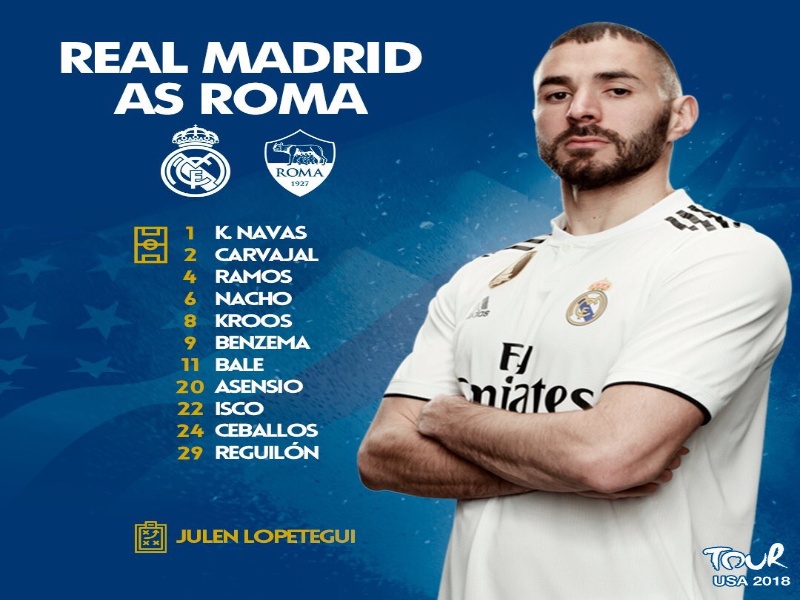 REAL MADRID
AS ROMA
ROMA
1927
1 K. NAVAS
2 CARVAJAL
4 RAMOS
6 NACHO
8 KROOS
9 BENZEMA
11 BALE
20 ASENSIO
22 ISCO
24 CEBALLOS
29 REGUILÓN
JULEN LOPETEGUI
adidas
Fly
Emirates
TOUR
USA 2018